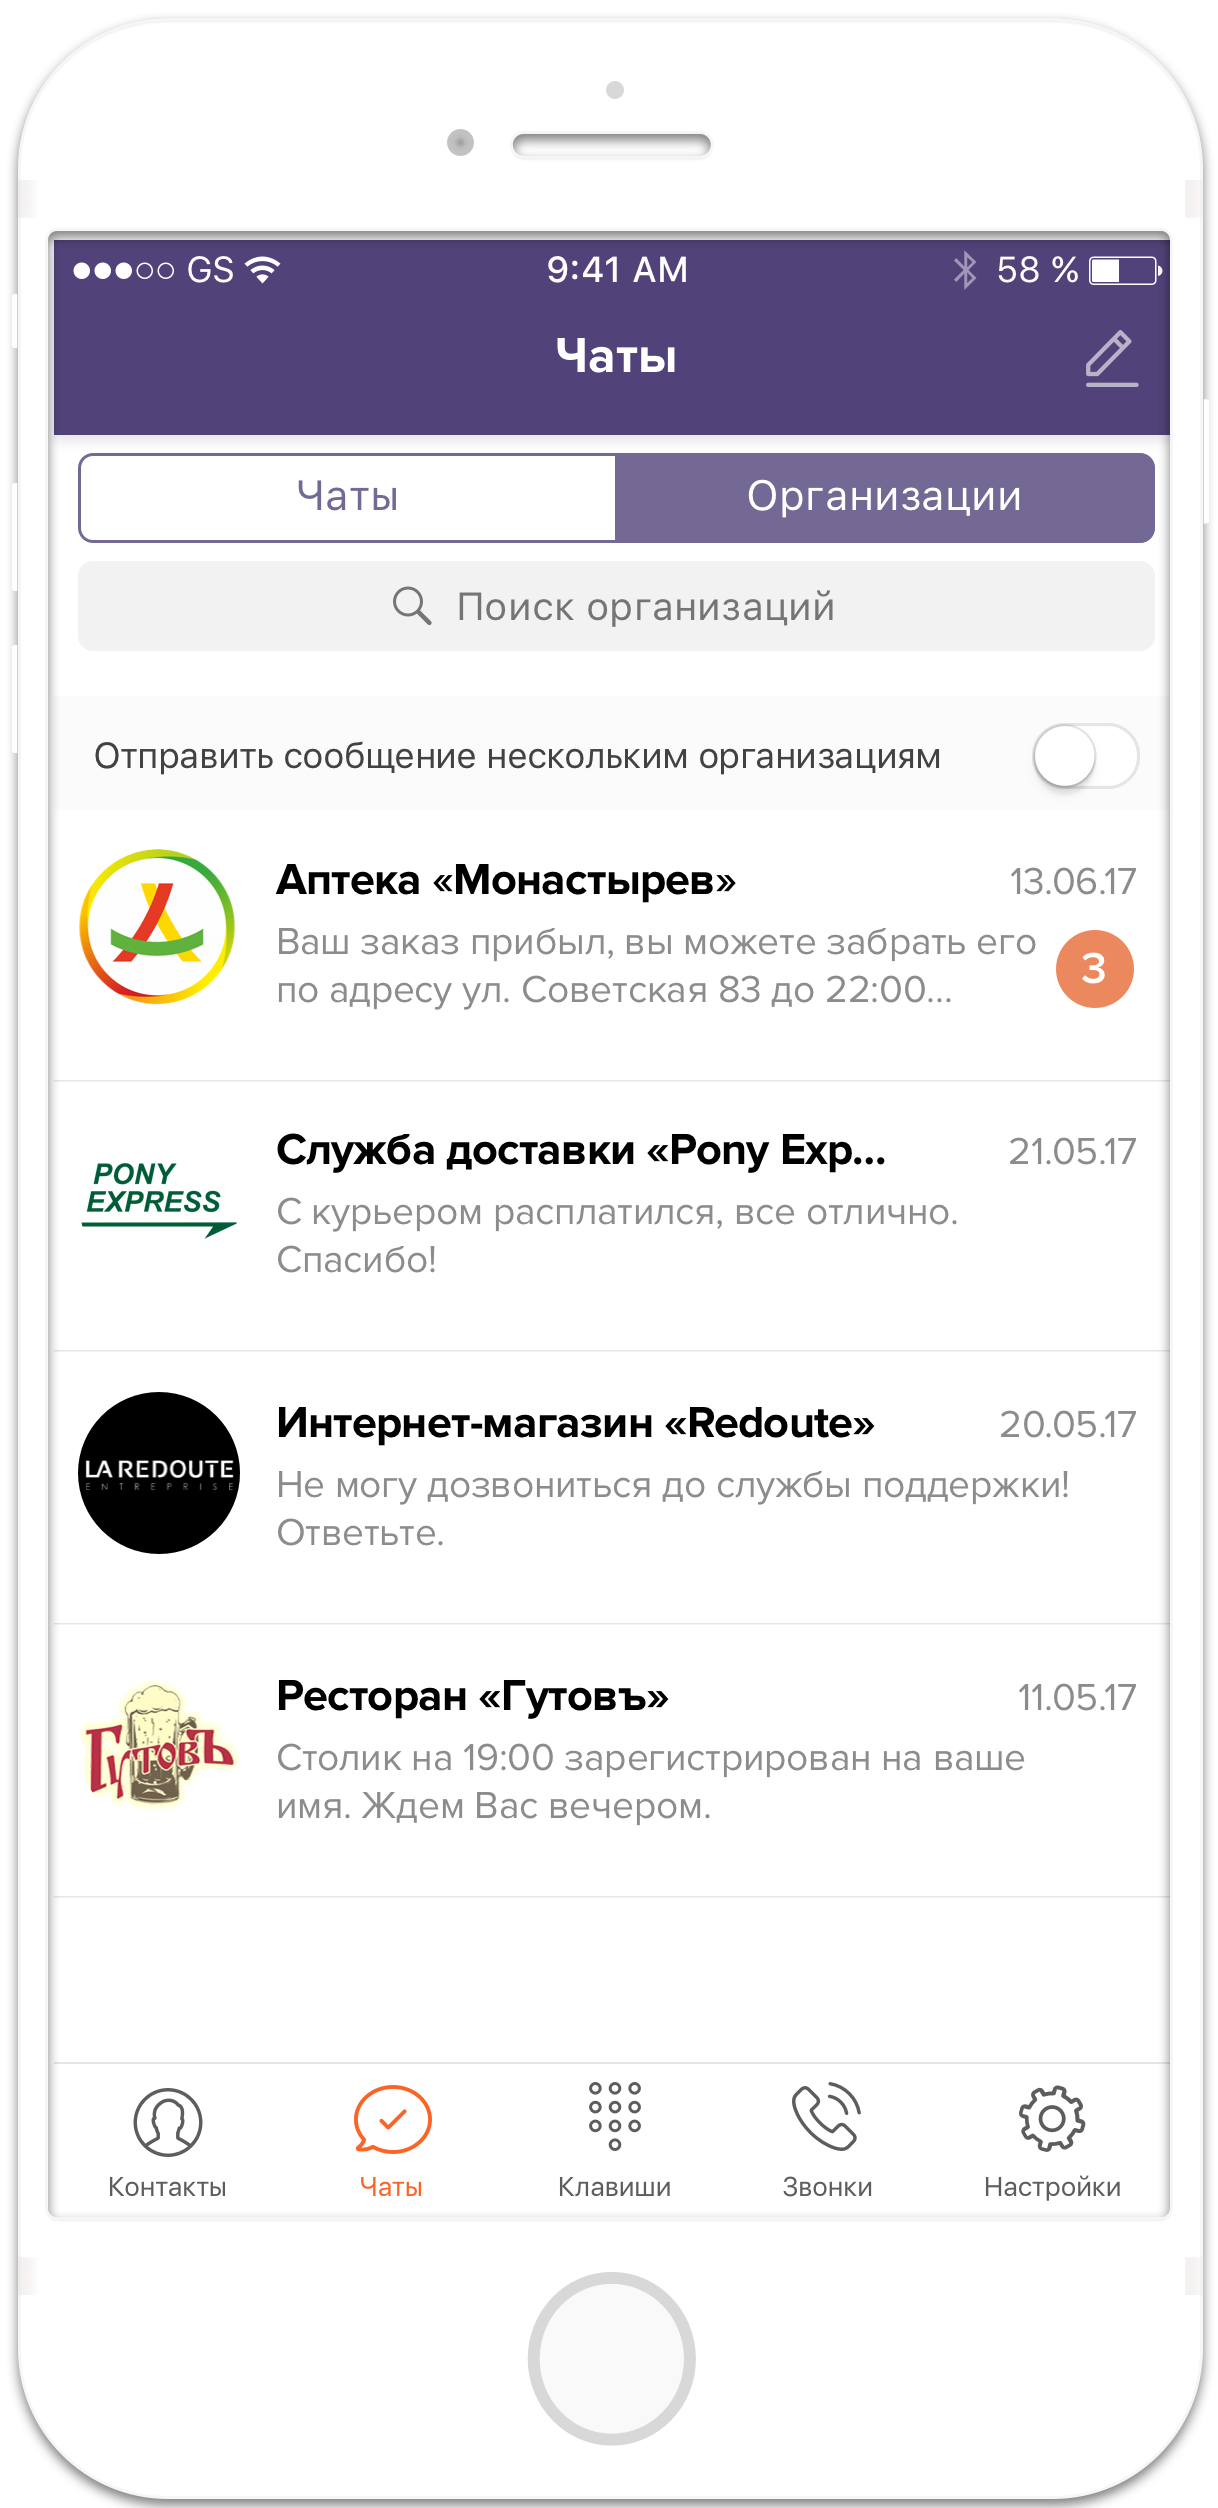 GS 9:41 AM 58 %
Чаты
Чаты Организации
Поиск организаций
Отправить сообщение нескольким организациям
Аптека «Монастырев» 13.06.17
Ваш заказ прибыл, вы можете забрать его
по адресу ул. Советская 83 до 22:00...
3
Служба доставки «Pony Exp... 21.05.17
PONY
EXPRESS
С курьером расплатился, все отлично.
Спасибо!
Интернет-магазин «Redoute» 20.05.17
LA REDOUTE
ENTREPRISE
Не могу дозвониться до службы поддержки!
Ответьте.
Ресторан «Гутовъ» 11.05.17
Гутовъ
Столик на 19:00 зарегистрирован на ваше
имя. Ждем Вас вечером.
Контакты Чаты Клавиши Звонки Настройки